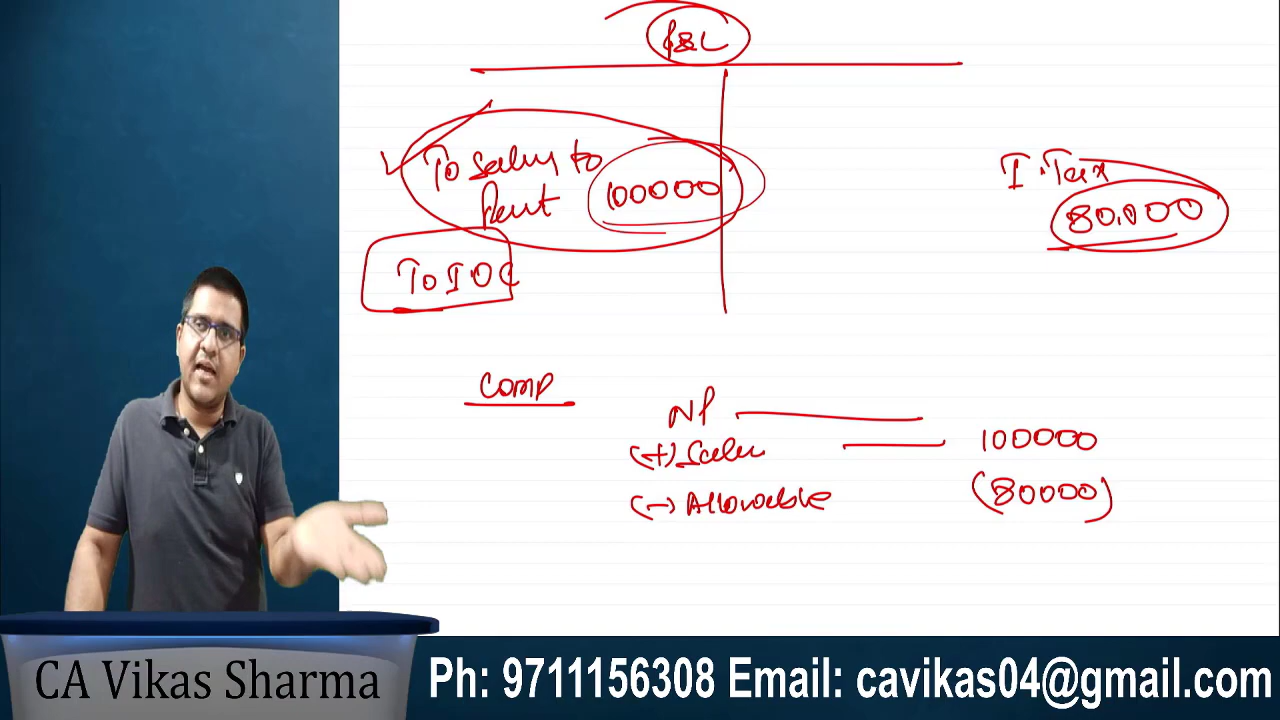 P&L
To Salary to
Rent 100000
To IOC
I.Tax
80,000
COMP
NP
(+) Salary 100000
(-) Allowable (80000)
CA Vikas Sharma
Ph: 9711156308 Email: cavikas04@gmail.com